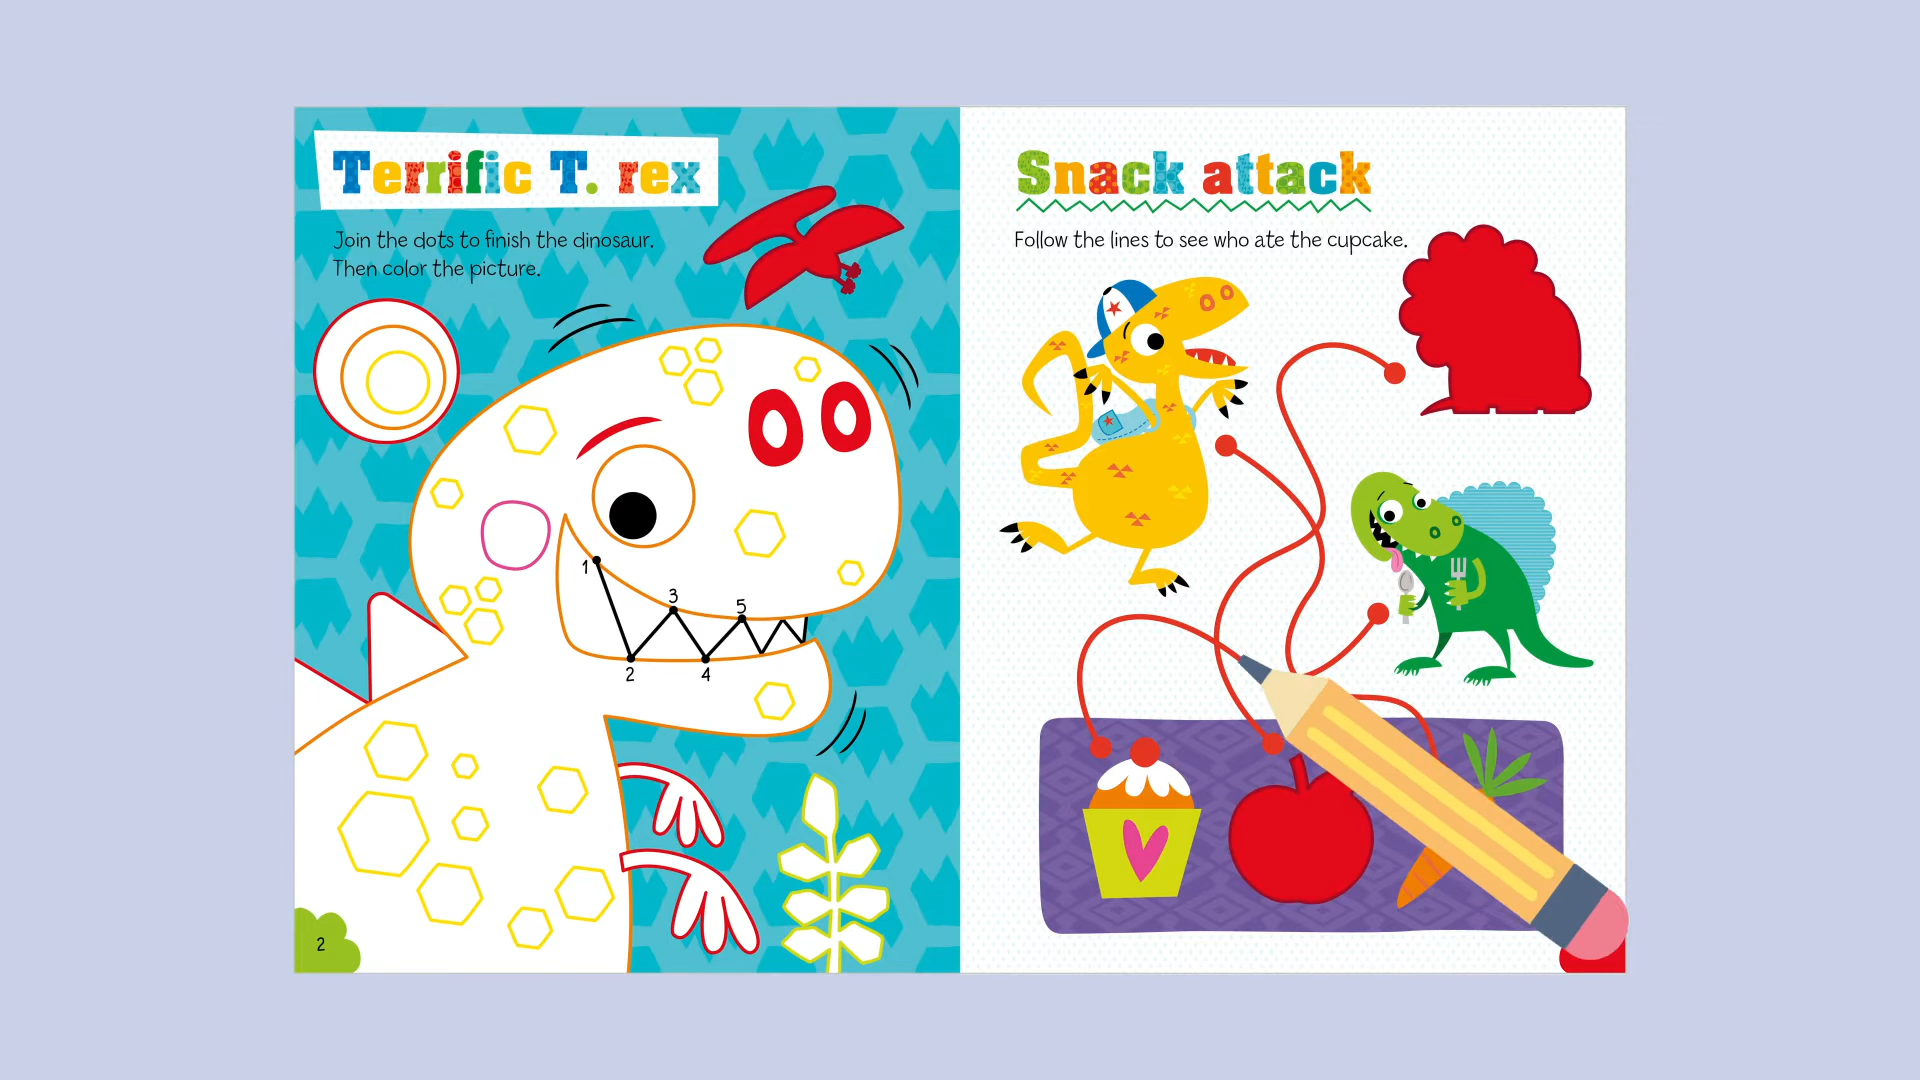 Terrific T. rex
Join the dots to finish the dinosaur.
Then color the picture.
1
3
5
2
4
2
Snack attack
Follow the lines to see who ate the cupcake.